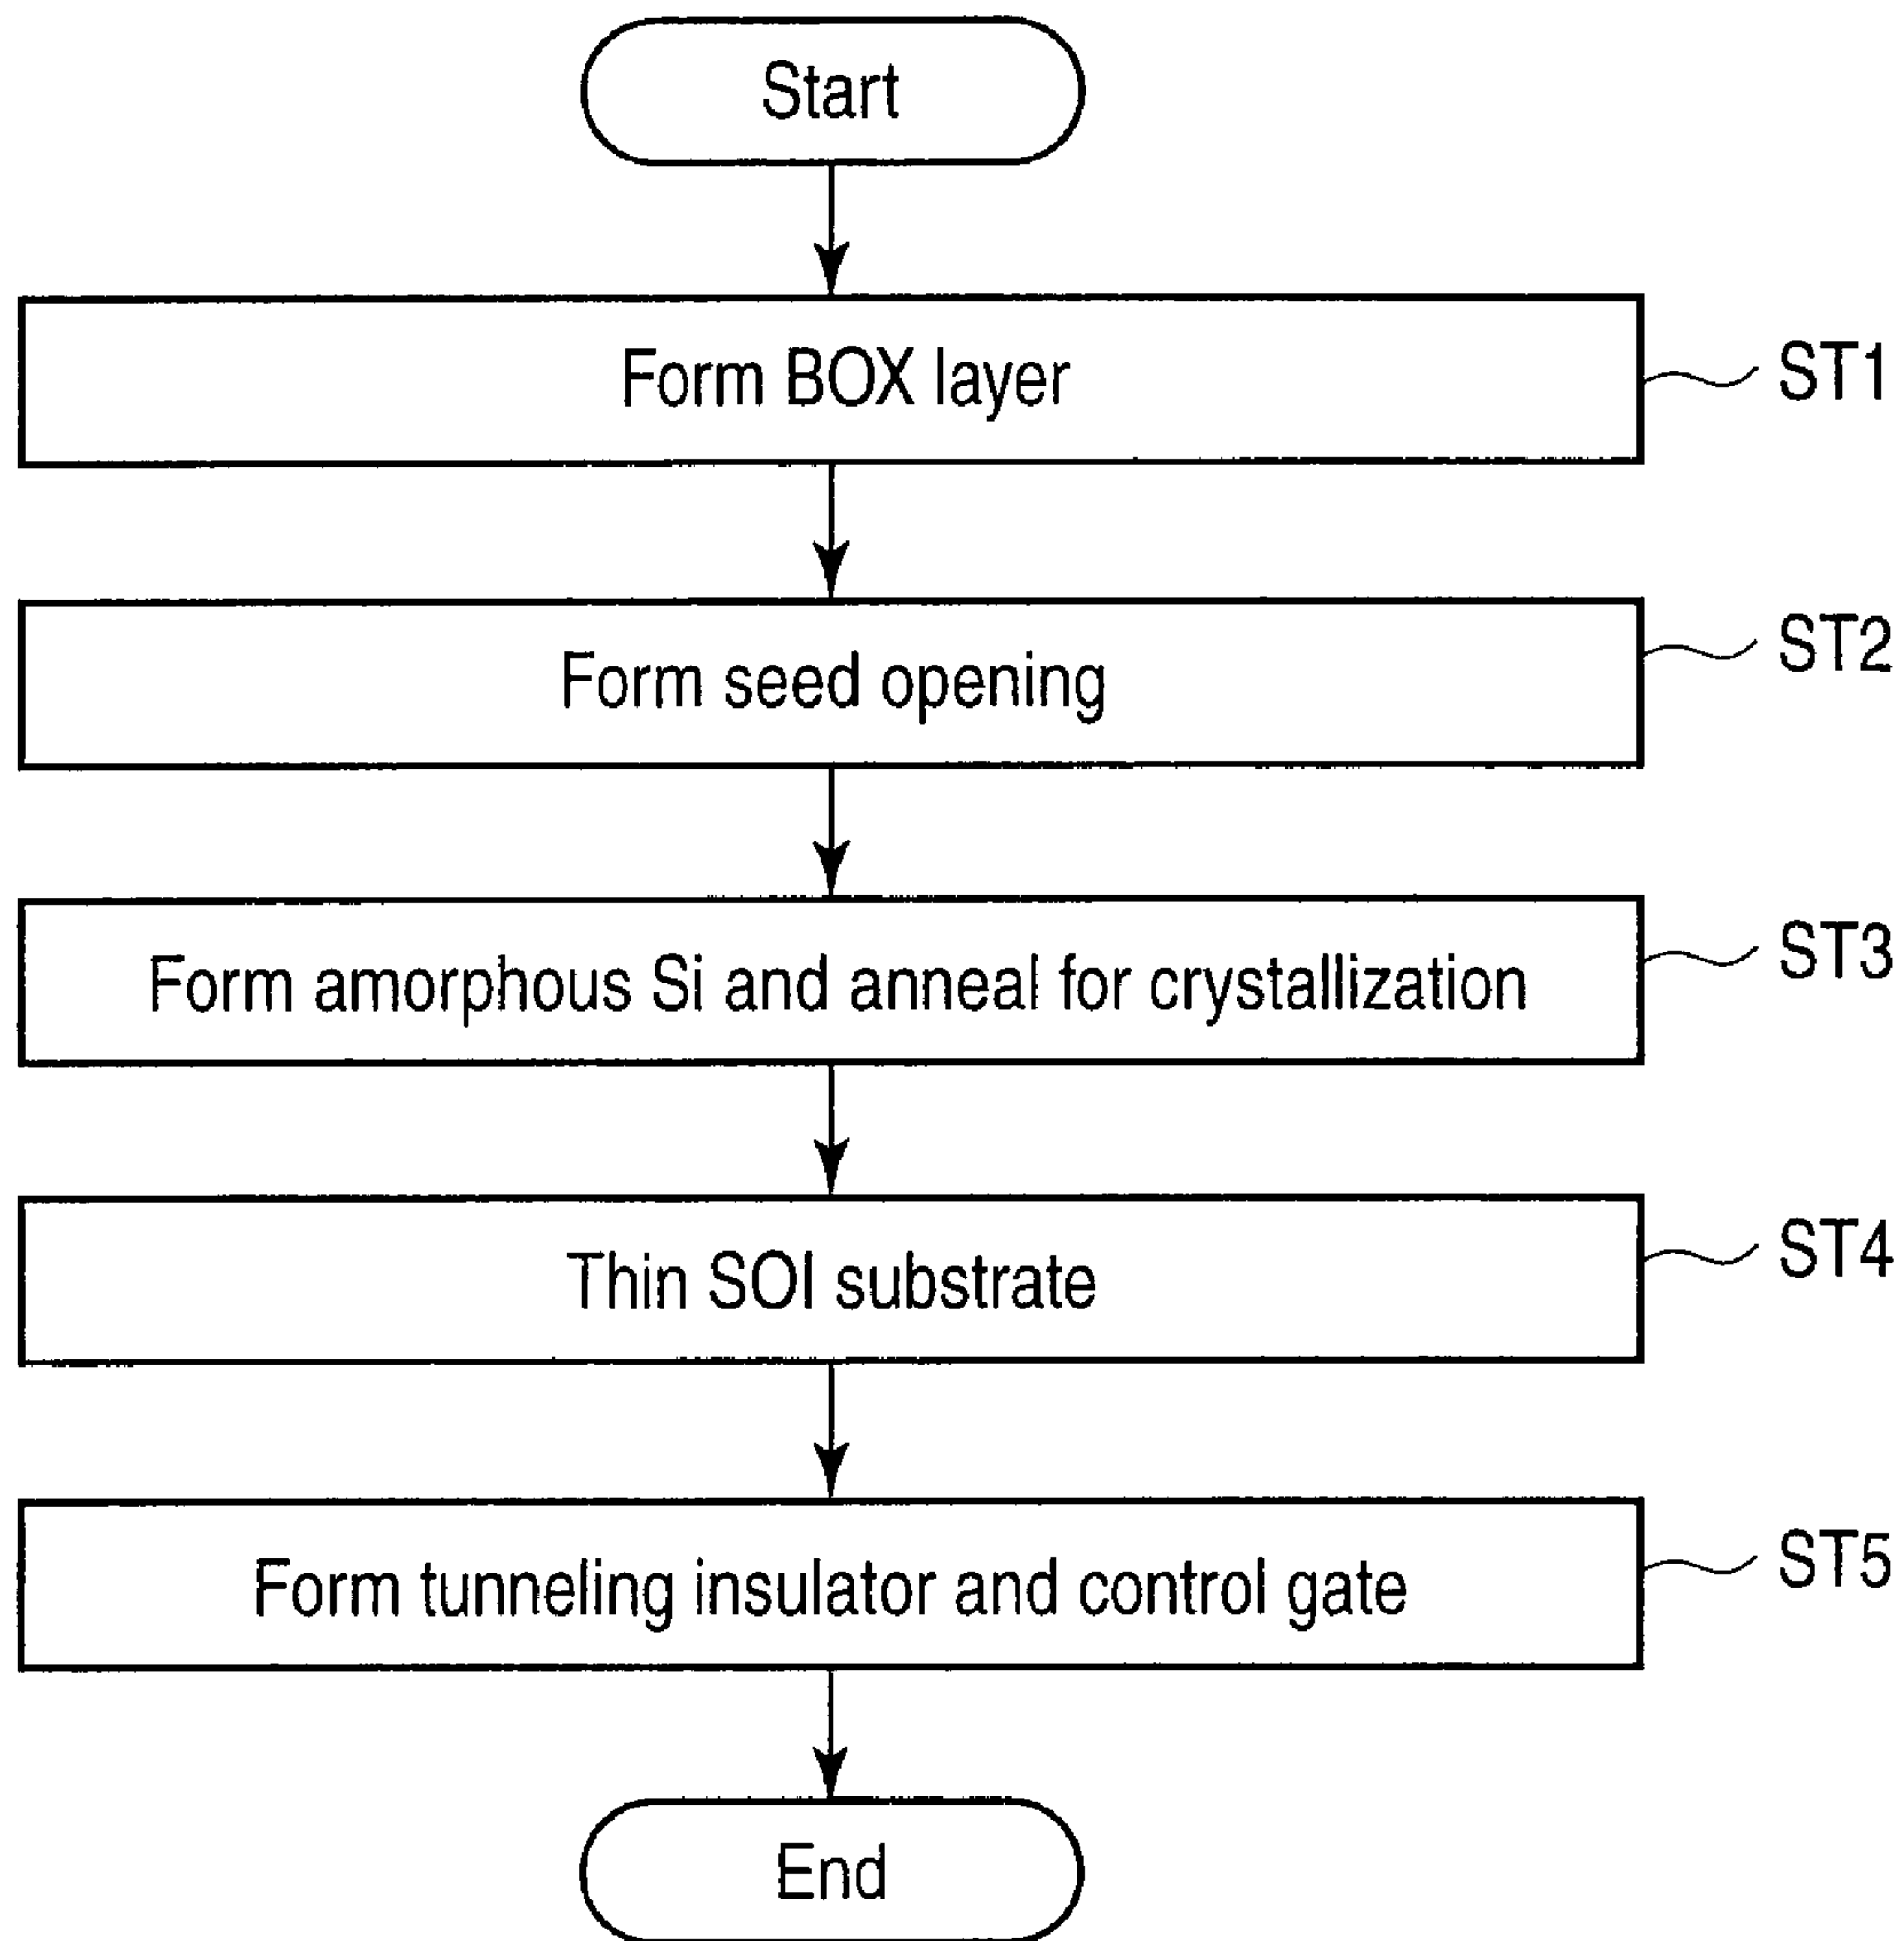 Start
Form BOX layer
ST1
Form seed opening
ST2
Form amorphous Si and anneal for crystallization
ST3
Thin SOI substrate
ST4
Form tunneling insulator and control gate
ST5
End